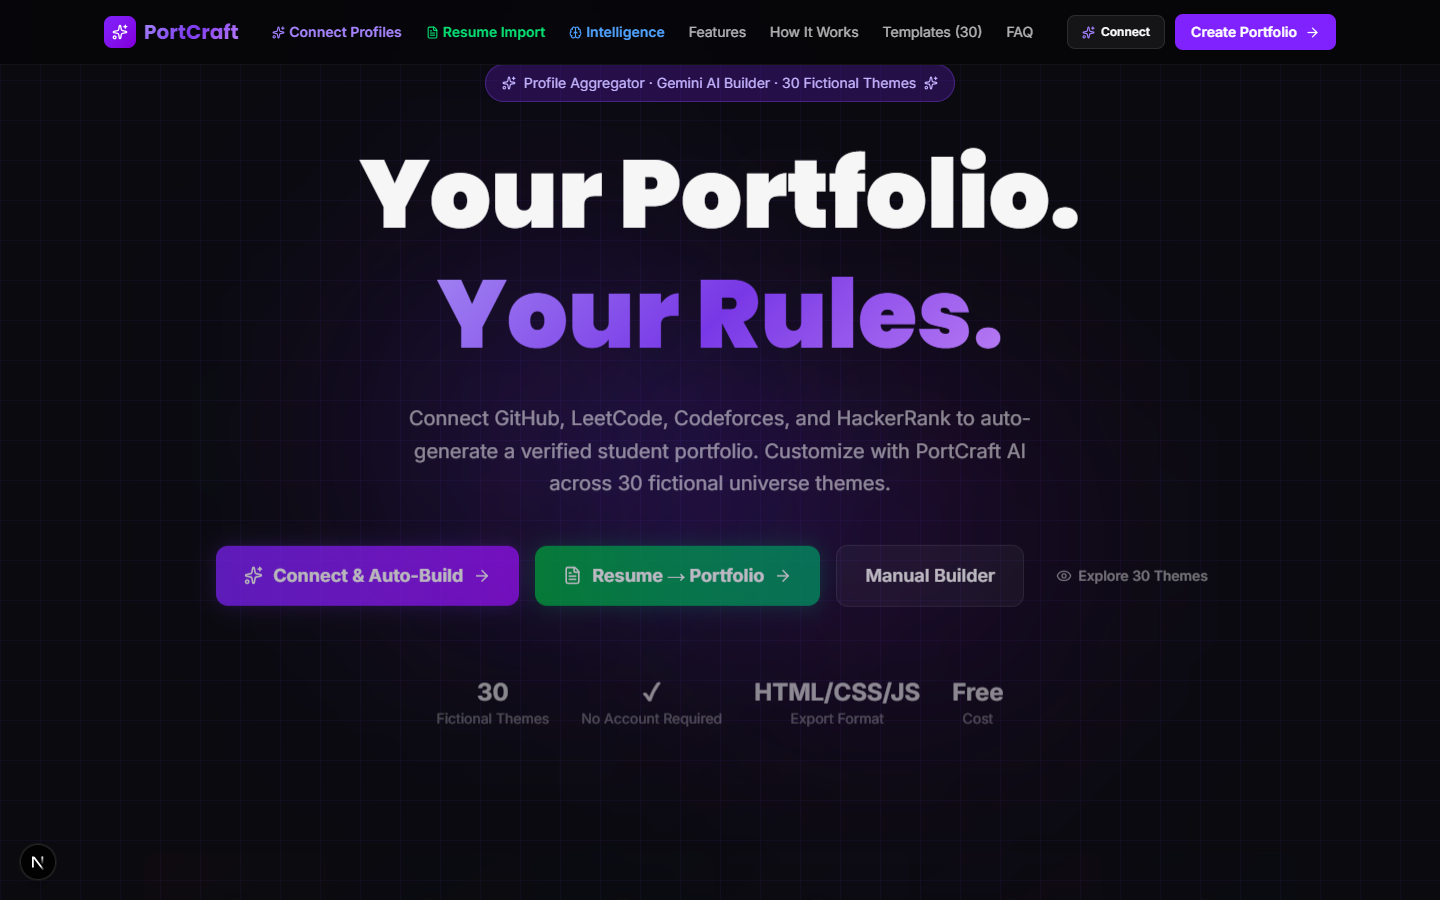 PortCraft
Connect Profiles
Resume Import
Intelligence
Features
How It Works
Templates (30)
FAQ
Connect
Create Portfolio →
Profile Aggregator · Gemini AI Builder · 30 Fictional Themes
Your Portfolio.
Your Rules.
Connect GitHub, LeetCode, Codeforces, and HackerRank to auto-
generate a verified student portfolio. Customize with PortCraft AI
across 30 fictional universe themes.
Connect & Auto-Build →
Resume → Portfolio →
Manual Builder
Explore 30 Themes
30
Fictional Themes
✓
No Account Required
HTML/CSS/JS
Export Format
Free
Cost
N